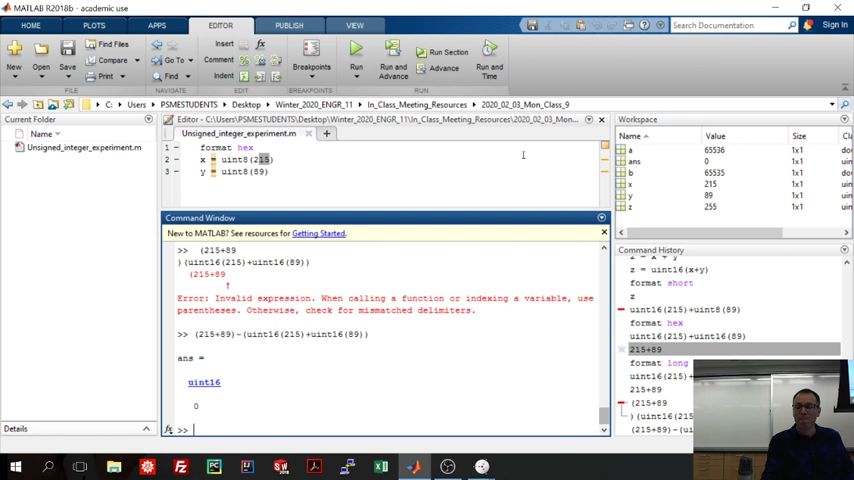 MATLAB R2018b - academic use
HOME
PLOTS
APPS
EDITOR
PUBLISH
VIEW
Search Documentation
Sign In
New
Open
Save
Find Files
Compare
Print
Insert
Comment
Indent
Go To
Find
Breakpoints
Run
Run and
Advance
Run Section
Advance
Run and
Time
FILE
NAVIGATE
EDIT
BREAKPOINTS
RUN
C: Users PSMESTUDENTS Desktop Winter_2020_ENGR_11 In_Class_Meeting_Resources 2020_02_03_Mon_Class_9
Current Folder
Name
Unsigned_integer_experiment.m
Details
Editor - C:\Users\PSMESTUDENTS\Desktop\Winter_2020_ENGR_11\In_Class_Meeting_Resources\2020_02_03_Mon...
Unsigned_integer_experiment.m
1 format hex
2 x = uint8(215)
3 y = uint8(89)
Command Window
New to MATLAB? See resources for Getting Started.
>> (215+89
)(uint16(215)+uint16(89))
(215+89
Error: Invalid expression. When calling a function or indexing a variable, use
parentheses. Otherwise, check for mismatched delimiters.
>> (215+89)-(uint16(215)+uint16(89))
ans =
uint16
0
fx >>
Workspace
Name Value Size
a 65536 1x1
ans 0 1x1
b 65535 1x1
x 215 1x1
y 89 1x1
z 255 1x1
Command History
z = x + y
z = uint16(x+y)
format short
z
uint16(215)+uint8(89)
format hex
uint16(215)+uint16(89)
215+89
format long
uint16(215)+
215+89
(215+89
)(uint16(215)
(215+89)-(ui